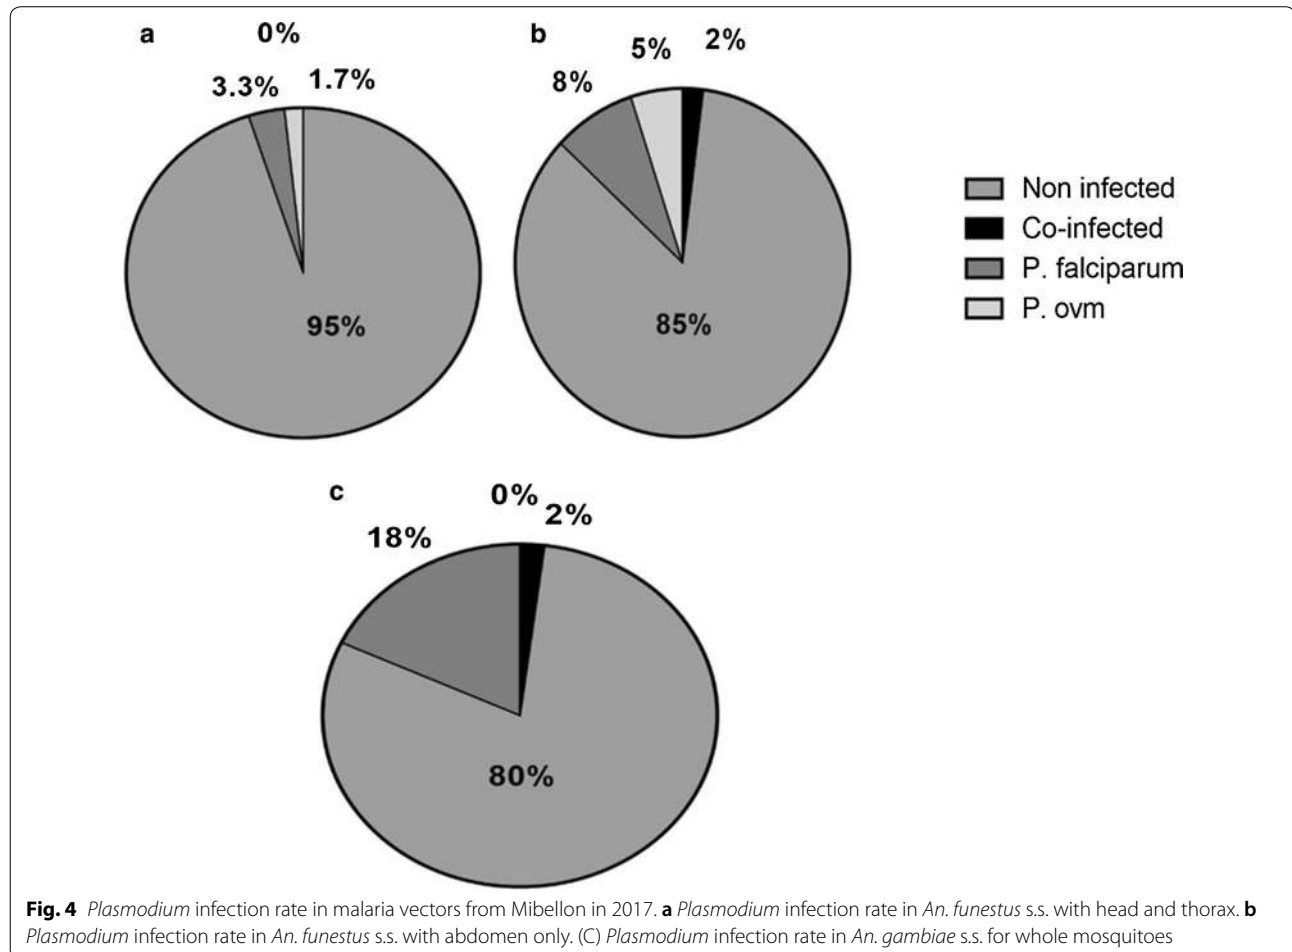 a
0%
3.3%
1.7%
95%
b
5%
2%
8%
85%
Non infected
Co-infected
P. falciparum
P. ovm
c
0%
2%
18%
80%
Fig. 4 Plasmodium infection rate in malaria vectors from Mibellon in 2017. a Plasmodium infection rate in An. funestus s.s. with head and thorax. b
Plasmodium infection rate in An. funestus s.s. with abdomen only. (C) Plasmodium infection rate in An. gambiae s.s. for whole mosquitoes